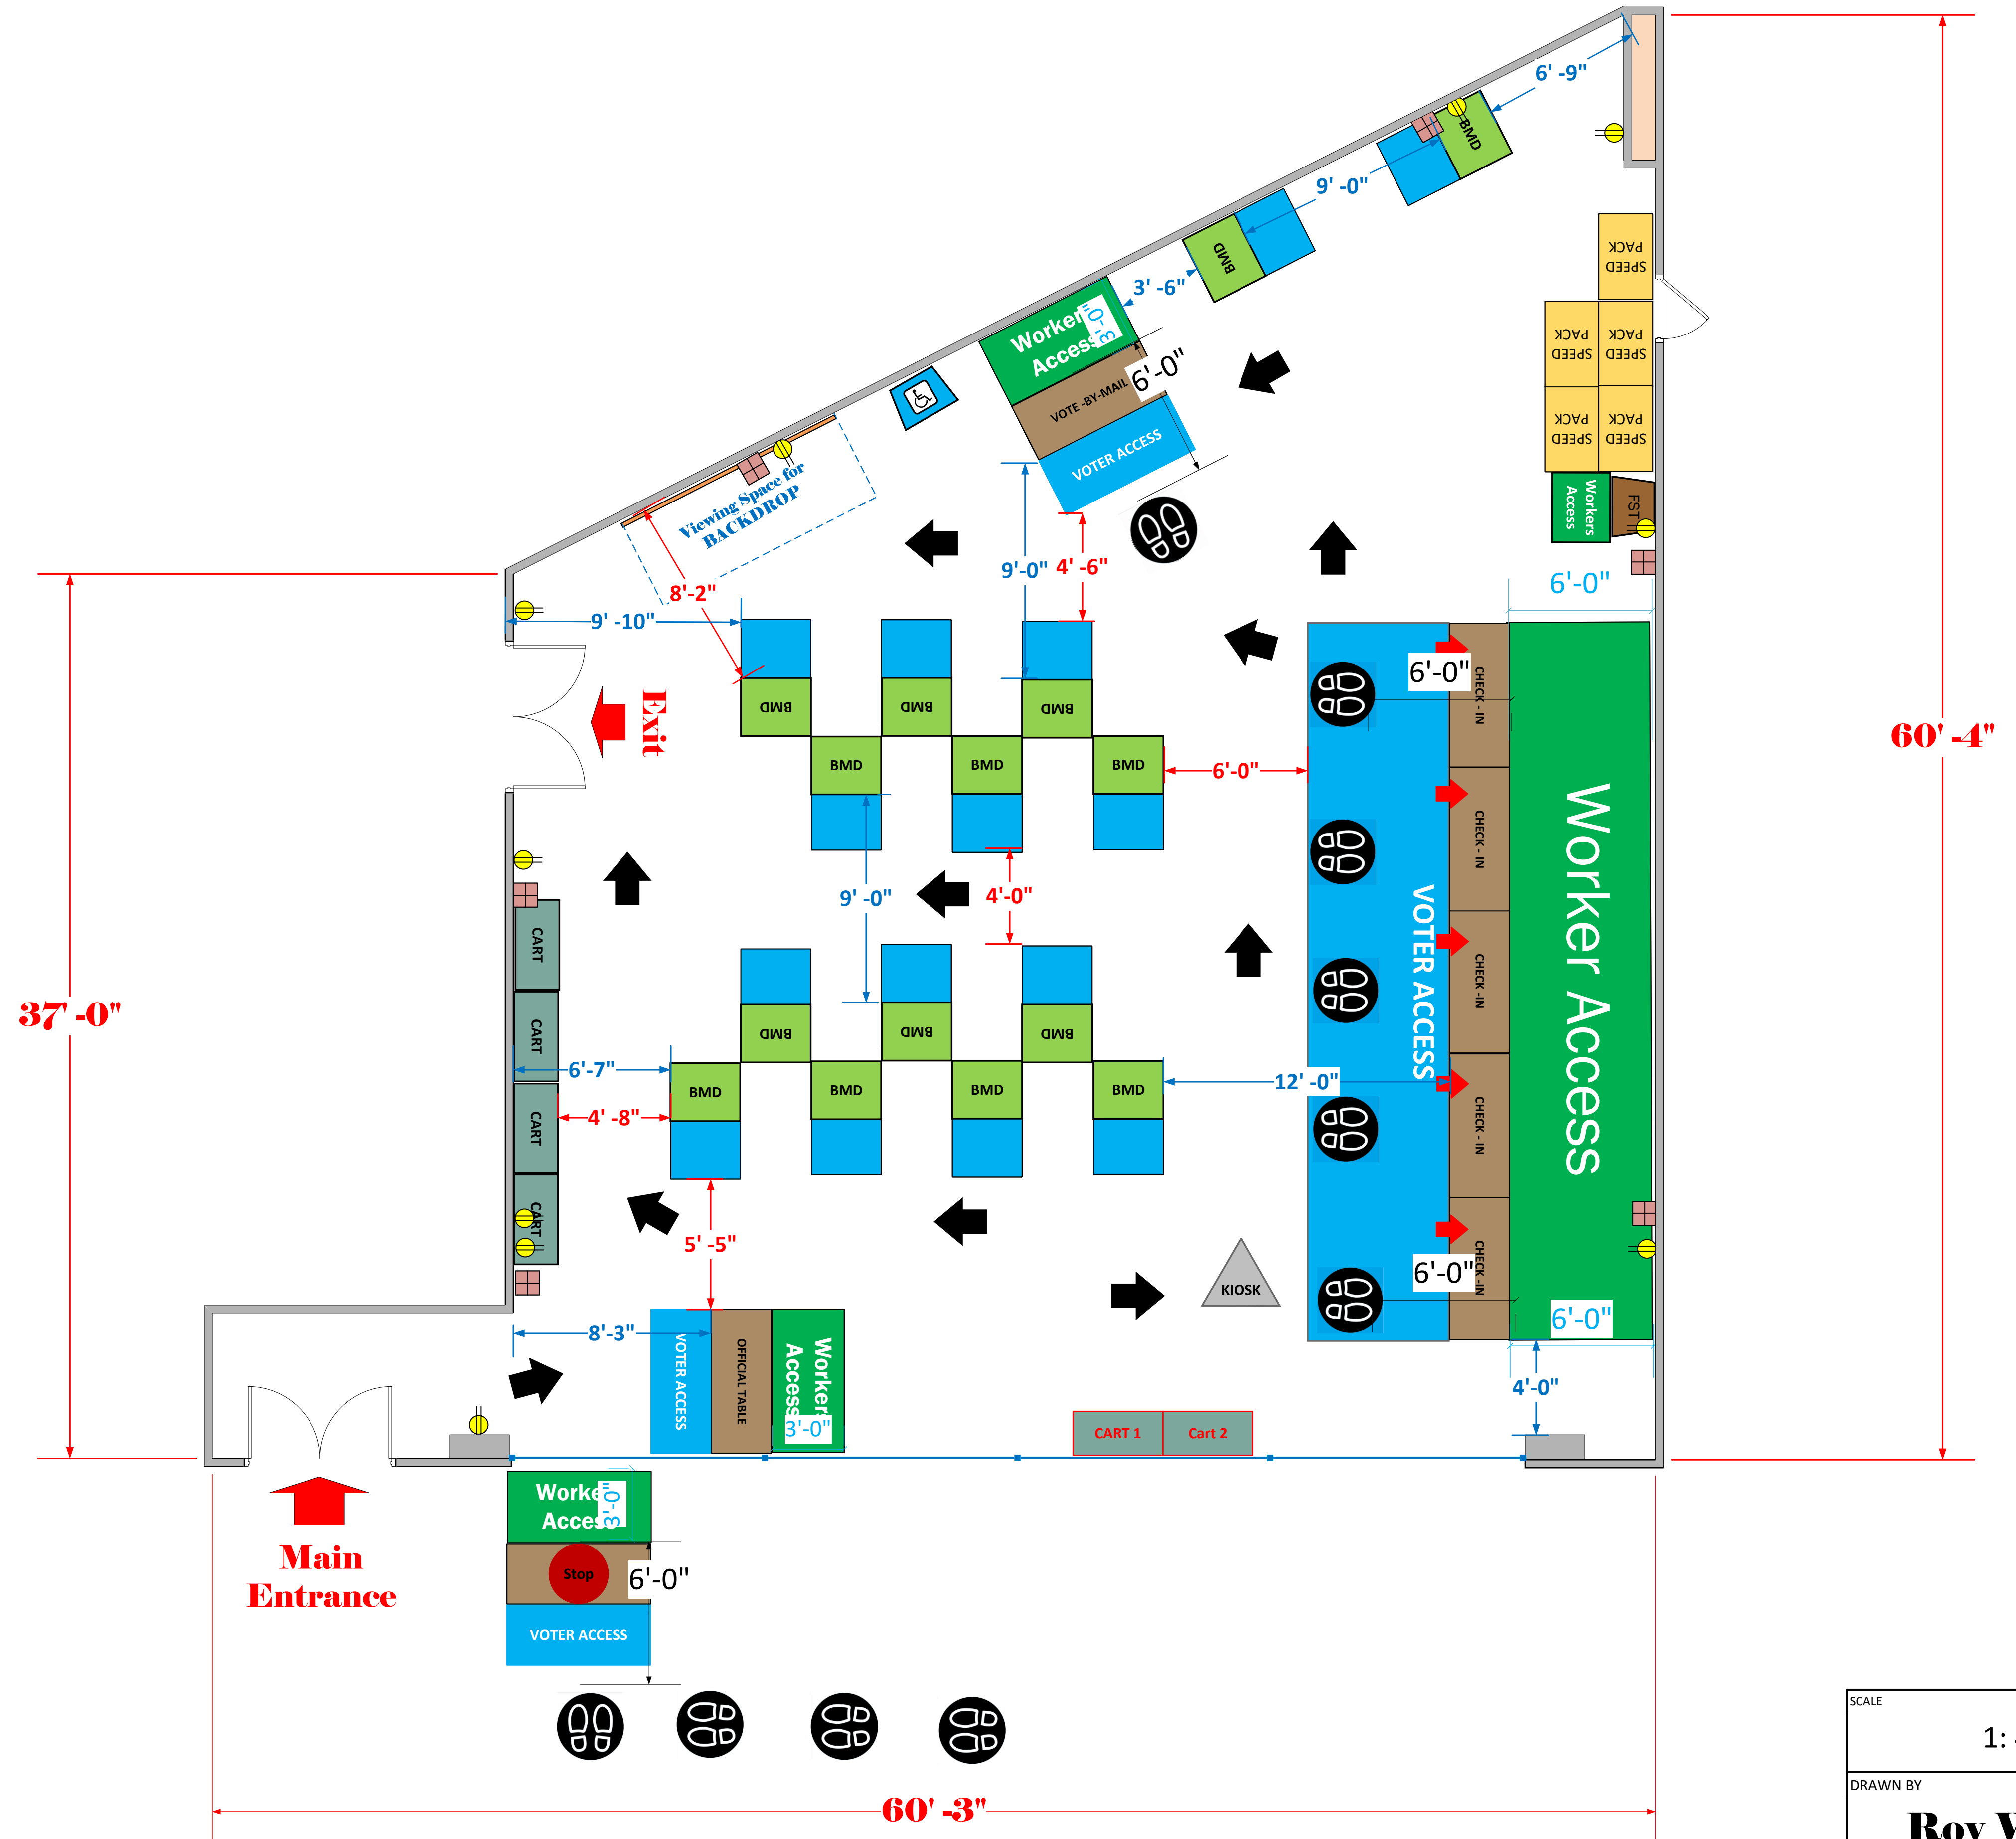 6' -9"
BMD
9' -0"
BMD
3' -6"
Worker
Access
3'-0"
VOTE -BY-MAIL
6'-0"
VOTER ACCESS
SPEED
PACK
SPEED
PACK
SPEED
PACK
SPEED
PACK
SPEED
PACK
Workers
Access
FST
Viewing Space for
BACKDROP
8'-2"
9' -10"
9'-0"
4' -6"
6'-0"
Exit
BMD
BMD
BMD
BMD
BMD
BMD
6'-0"
6'-0"
CHECK - IN
CHECK - IN
CHECK -IN
CHECK - IN
CHECK -IN
VOTER ACCESS
Worker Access
60' -4"
37' -0"
9' -0"
4'-0"
CART
CART
CART
CART
BMD
BMD
BMD
6'-7"
BMD
BMD
BMD
BMD
12' -0"
4' -8"
5' -5"
KIOSK
6'-0"
6'-0"
8'-3"
VOTER ACCESS
OFFICIAL TABLE
Workers
Access
3'-0"
4'-0"
CART 1
Cart 2
Main
Entrance
Worke
Access
3'-0"
Stop
6'-0"
VOTER ACCESS
60' -3"
SCALE
1:
DRAWN BY
Roy